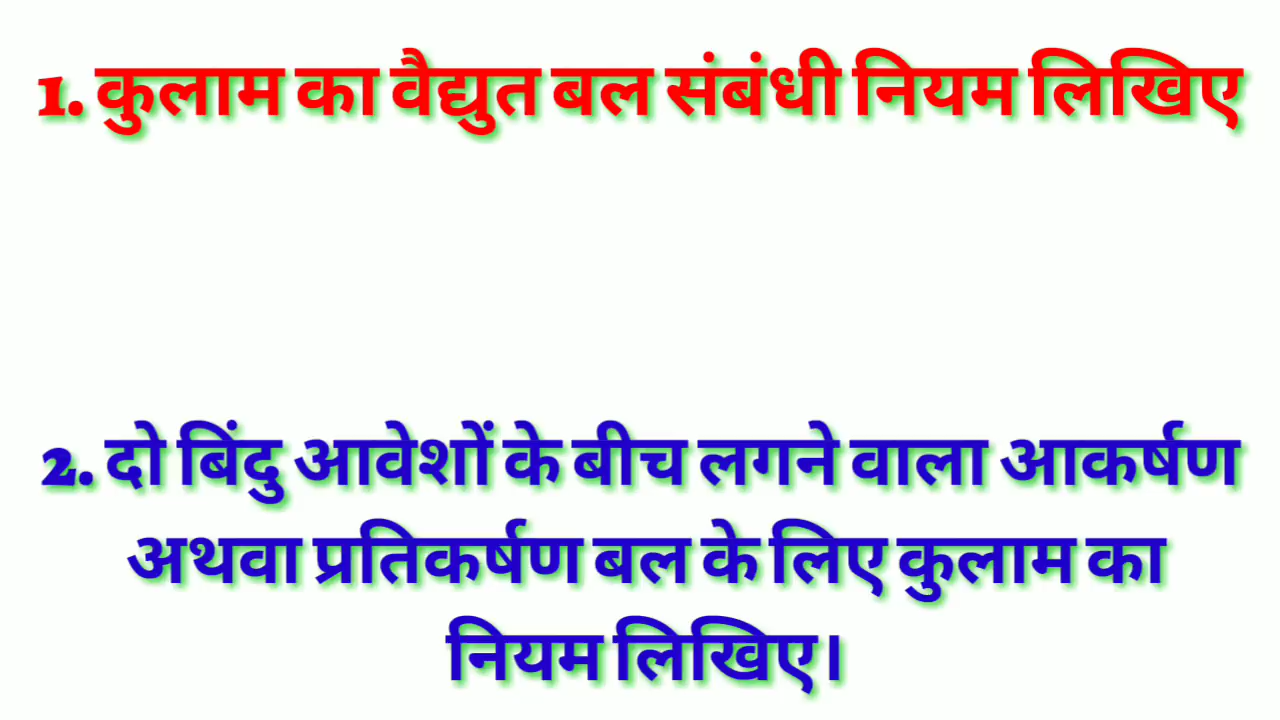 1. कुलाम का वैद्युत बल संबंधी नियम लिखिए
2. दो बिंदु आवेशों के बीच लगने वाला आकर्षण
अथवा प्रतिकर्षण बल के लिए कुलाम का
नियम लिखिए।